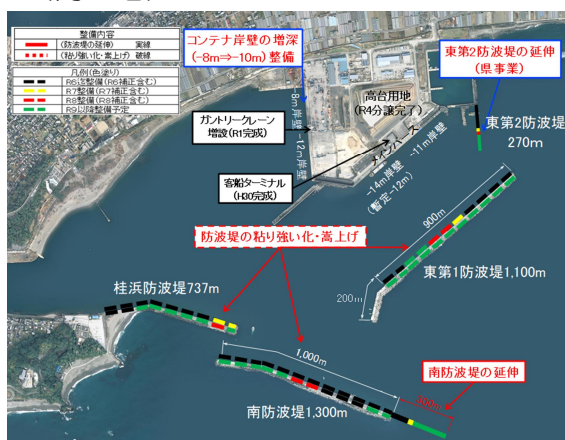 整備内容
(防波堤の延伸) 実線
(粘り強い化・嵩上げ) 破線
凡例(色塗り)
R6迄整備(R6補正含む)
R7整備(R7補正含む)
R8整備(R8補正含む)
R9以降整備予定
コンテナ岸壁の増深
(-8m⇒-10m)整備
東第2防波堤の延伸
(県事業)
-8m岸壁
-12m岸壁
高台用地
(R4分譲完了)
ガントリークレーン
増設(R1完成)
メインバース
-11m岸壁
-14m岸壁
(暫定-12m)
東第2防波堤
270m
客船ターミナル
(H30完成)
防波堤の粘り強い化・嵩上げ
900m
東第1防波堤1,100m
200m
桂浜防波堤737m
1,000m
南防波堤の延伸
300m
南防波堤1,300m